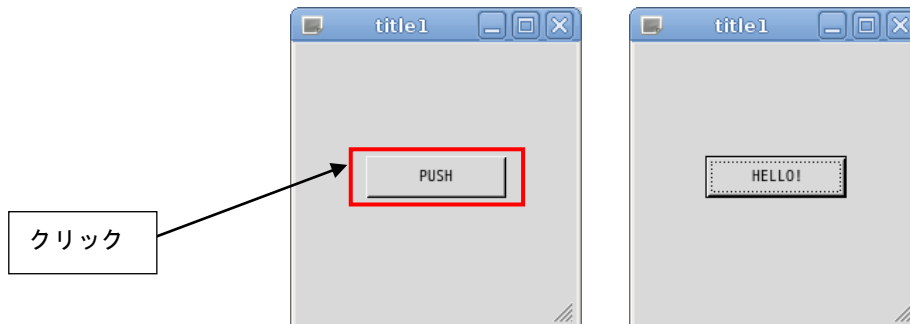 title1
PUSH
クリック
title1
HELLO!